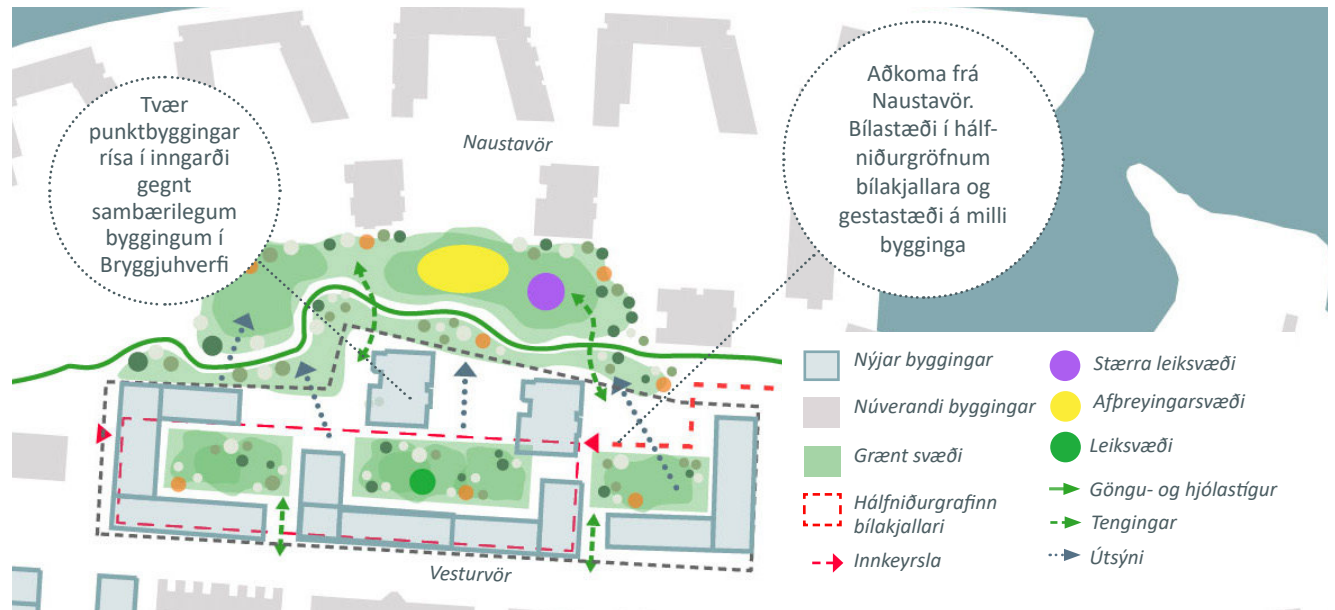 Tvær
punktbyggingar
rísa í inngarði
gegnt
sambærilegum
byggingum í
Bryggjuhverfi
Naustavör
Aðkoma frá
Naustavör.
Bílastæði í hálf-
niðurgröfnum
bílakjallara og
gestastæði á milli
bygginga
Vesturvör
Nýjar byggingar
Núverandi byggingar
Grænt svæði
Hálfniðurgrafinn
bílakjallari
Innkeyrsla
Stærra leiksvæði
Afþreyingarsvæði
Leiksvæði
Göngu- og hjólastígur
Tengingar
Útsýni